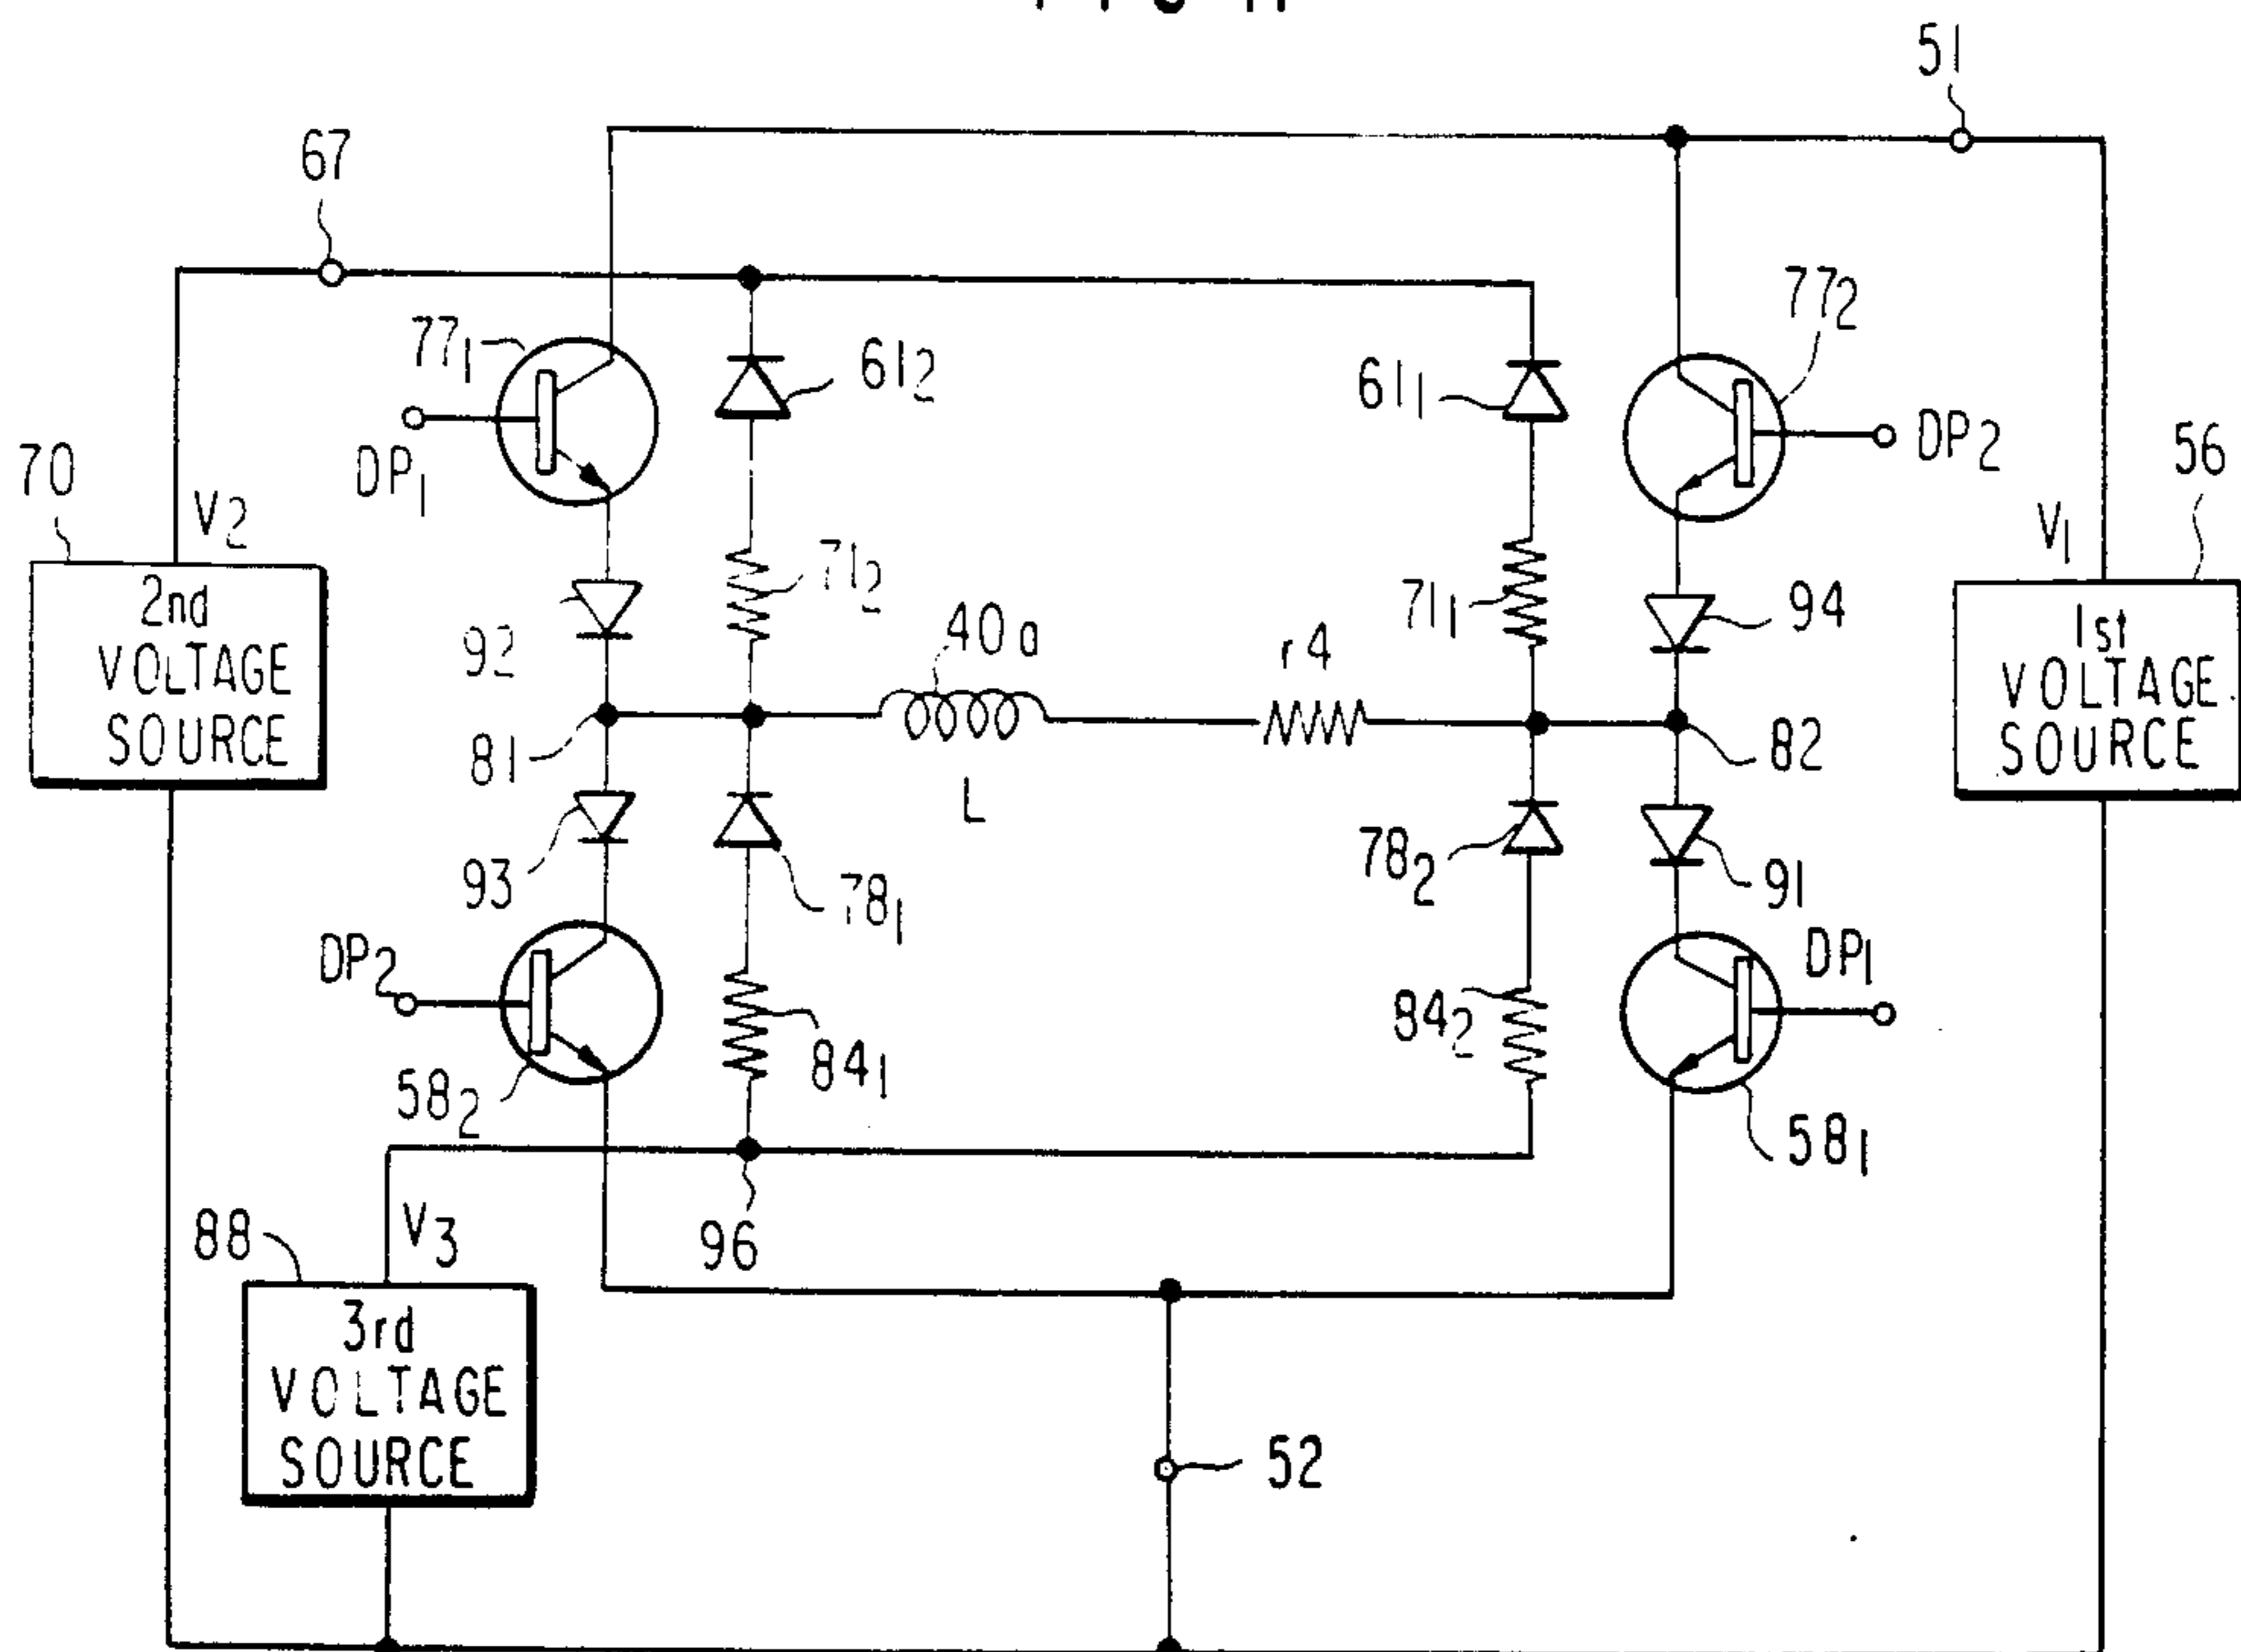 51
67
77₂
77₁
61₂
61₁
DP₂
56
70
DP₁
V₂
V₁
2nd
VOLTAGE
SOURCE
71₂
71₁
94
1st
VOLTAGE
SOURCE
92
40a
r4
81
82
L
93
78₁
78₂
91
DP₂
DP₁
84₂
84₁
58₂
58₁
88
V₃
96
3rd
VOLTAGE
SOURCE
52